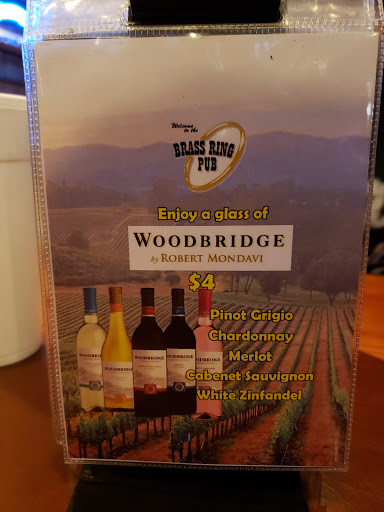 Welcome
to the
BRASS RING
PUB
Enjoy a glass of
WOODBRIDGE
by ROBERT MONDAVI
$4
Pinot Grigio
Chardonnay
Merlot
Cabenet Sauvignon
White Zinfandel
WOODBRIDGE